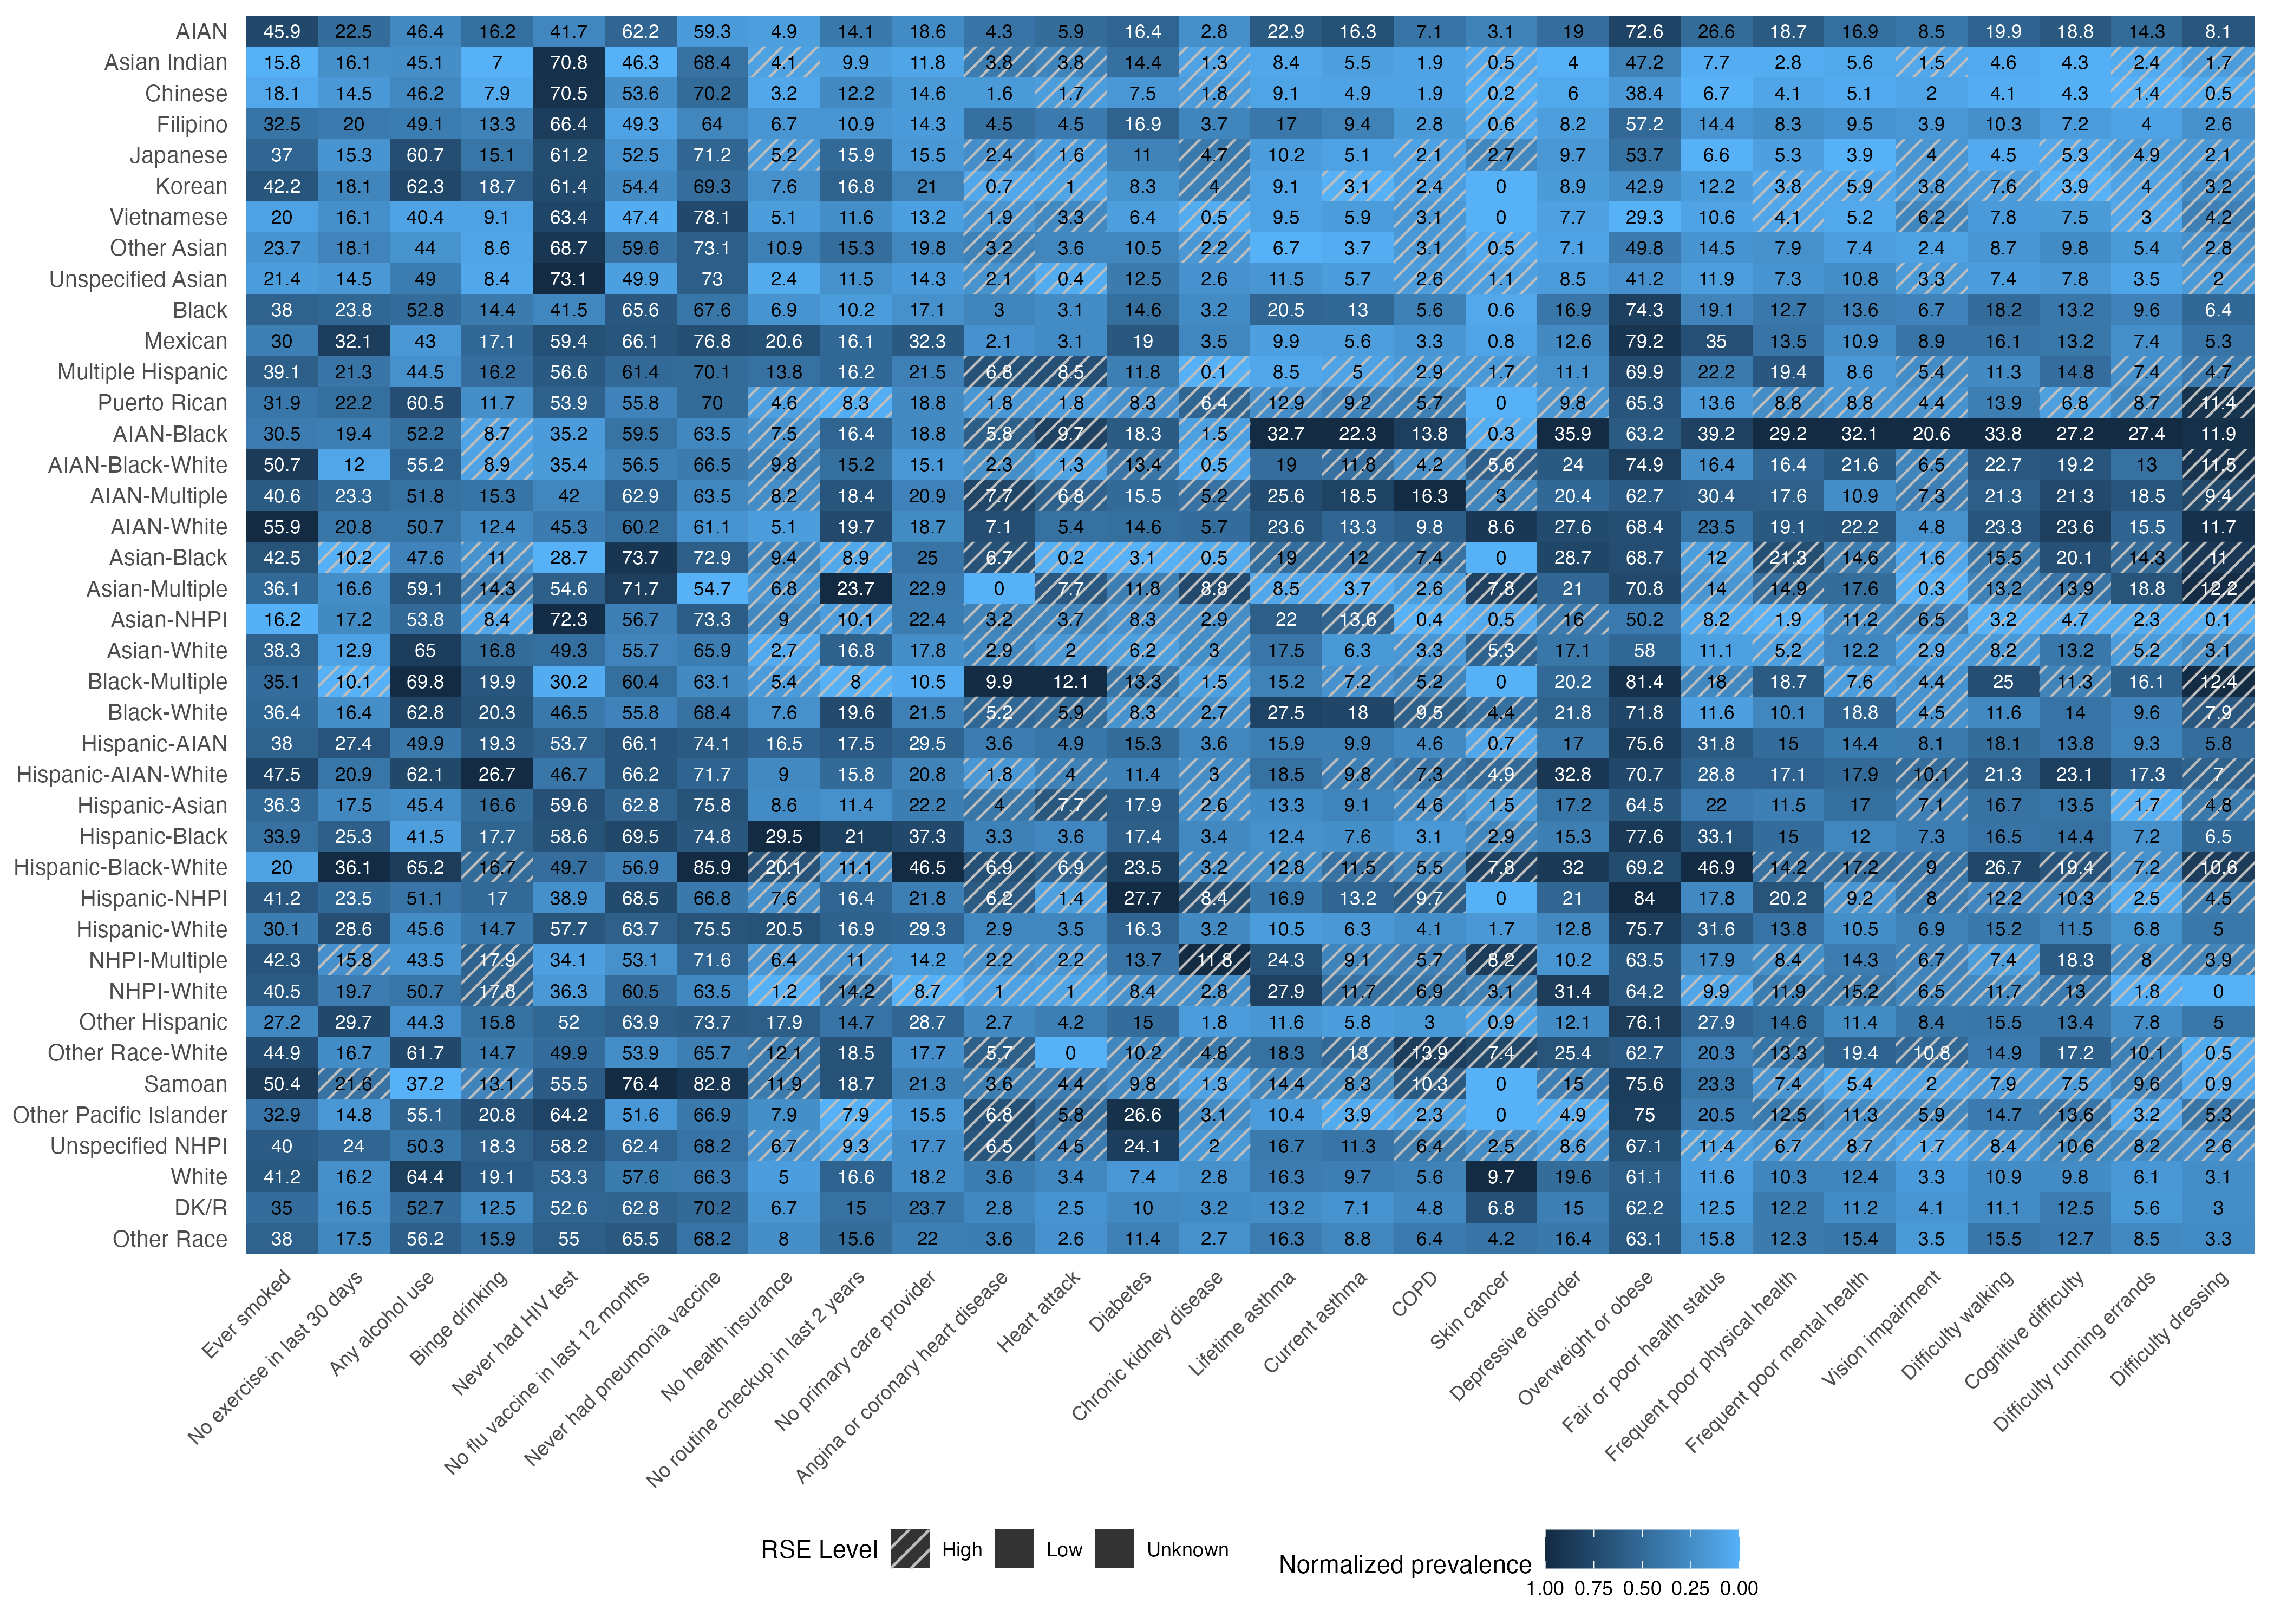 AIAN 45.9 22.5 46.4 16.2 41.7 62.2 59.3 4.9 14.1 18.6 4.3 5.9 16.4 2.8 22.9 16.3 7.1 3.1 19 72.6 26.6 18.7 16.9 8.5 19.9 18.8 14.3 8.1
Asian Indian 15.8 16.1 45.1 7 70.8 46.3 68.4 4.1 9.9 11.8 3.8 3.8 14.4 1.3 8.4 5.5 1.9 0.5 4 47.2 7.7 2.8 5.6 1.5 4.6 4.3 2.4 1.7
Chinese 18.1 14.5 46.2 7.9 70.5 53.6 70.2 3.2 12.2 14.6 1.6 1.7 7.5 1.8 9.1 4.9 1.9 0.2 6 38.4 6.7 4.1 5.1 2 4.1 4.3 1.4 0.5
Filipino 32.5 20 49.1 13.3 66.4 49.3 64 6.7 10.9 14.3 4.5 4.5 16.9 3.7 17 9.4 2.8 0.6 8.2 57.2 14.4 8.3 9.5 3.9 10.3 7.2 4 2.6
Japanese 37 15.3 60.7 15.1 61.2 52.5 71.2 5.2 15.9 15.5 2.4 1.6 11 4.7 10.2 5.1 2.1 2.7 9.7 53.7 6.6 5.3 3.9 4 4.5 5.3 4.9 2.1
Korean 42.2 18.1 62.3 18.7 61.4 54.4 69.3 7.6 16.8 21 0.7 1 8.3 4 9.1 3.1 2.4 0 8.9 42.9 12.2 3.8 5.9 3.8 7.6 3.9 4 3.2
Vietnamese 20 16.1 40.4 9.1 63.4 47.4 78.1 5.1 11.6 13.2 1.9 3.3 6.4 0.5 9.5 5.9 3.1 0 7.7 29.3 10.6 4.1 5.2 6.2 7.8 7.5 3 4.2
Other Asian 23.7 18.1 44 8.6 68.7 59.6 73.1 10.9 15.3 19.8 3.2 3.6 10.5 2.2 6.7 3.7 3.1 0.5 7.1 49.8 14.5 7.9 7.4 2.4 8.7 9.8 5.4 2.8
Unspecified Asian 21.4 14.5 49 8.4 73.1 49.9 73 2.4 11.5 14.3 2.1 0.4 12.5 2.6 11.5 5.7 2.6 1.1 8.5 41.2 11.9 7.3 10.8 3.3 7.4 7.8 3.5 2
Black 38 23.8 52.8 14.4 41.5 65.6 67.6 6.9 10.2 17.1 3 3.1 14.6 3.2 20.5 13 5.6 0.6 16.9 74.3 19.1 12.7 13.6 6.7 18.2 13.2 9.6 6.4
Mexican 30 32.1 43 17.1 59.4 66.1 76.8 20.6 16.1 32.3 2.1 3.1 19 3.5 9.9 5.6 3.3 0.8 12.6 79.2 35 13.5 10.9 8.9 16.1 13.2 7.4 5.3
Multiple Hispanic 39.1 21.3 44.5 16.2 56.6 61.4 70.1 13.8 16.2 21.5 6.8 8.5 11.8 0.1 8.5 5 2.9 1.7 11.1 69.9 22.2 19.4 8.6 5.4 11.3 14.8 7.4 4.7
Puerto Rican 31.9 22.2 60.5 11.7 53.9 55.8 70 4.6 8.3 18.8 1.8 1.8 8.3 6.4 12.9 9.2 5.7 0 9.8 65.3 13.6 8.8 8.8 4.4 13.9 6.8 8.7 11.4
AIAN-Black 30.5 19.4 52.2 8.7 35.2 59.5 63.5 7.5 16.4 18.8 5.8 9.7 18.3 1.5 32.7 22.3 13.8 0.3 35.9 63.2 39.2 29.2 32.1 20.6 33.8 27.2 27.4 11.9
AIAN-Black-White 50.7 12 55.2 8.9 35.4 56.5 66.5 9.8 15.2 15.1 2.3 1.3 13.4 0.5 19 11.8 4.2 5.6 24 74.9 16.4 16.4 21.6 6.5 22.7 19.2 13 11.5
AIAN-Multiple 40.6 23.3 51.8 15.3 42 62.9 63.5 8.2 18.4 20.9 7.7 6.8 15.5 5.2 25.6 18.5 16.3 3 20.4 62.7 30.4 17.6 10.9 7.3 21.3 21.3 18.5 9.4
AIAN-White 55.9 20.8 50.7 12.4 45.3 60.2 61.1 5.1 19.7 18.7 7.1 5.4 14.6 5.7 23.6 13.3 9.8 8.6 27.6 68.4 23.5 19.1 22.2 4.8 23.3 23.6 15.5 11.7
Asian-Black 42.5 10.2 47.6 11 28.7 73.7 72.9 9.4 8.9 25 6.7 0.2 3.1 0.5 19 12 7.4 0 28.7 68.7 12 21.3 14.6 1.6 15.5 20.1 14.3 11
Asian-Multiple 36.1 16.6 59.1 14.3 54.6 71.7 54.7 6.8 23.7 22.9 0 7.7 11.8 8.8 8.5 3.7 2.6 7.8 21 70.8 14 14.9 17.6 0.3 13.2 13.9 18.8 12.2
Asian-NHPI 16.2 17.2 53.8 8.4 72.3 56.7 73.3 9 10.1 22.4 3.2 3.7 8.3 2.9 22 13.6 0.4 0.5 16 50.2 8.2 1.9 11.2 6.5 3.2 4.7 2.3 0.1
Asian-White 38.3 12.9 65 16.8 49.3 55.7 65.9 2.7 16.8 17.8 2.9 2 6.2 3 17.5 6.3 3.3 5.3 17.1 58 11.1 5.2 12.2 2.9 8.2 13.2 5.2 3.1
Black-Multiple 35.1 10.1 69.8 19.9 30.2 60.4 63.1 5.4 8 10.5 9.9 12.1 13.3 1.5 15.2 7.2 5.2 0 20.2 81.4 18 18.7 7.6 4.4 25 11.3 16.1 12.4
Black-White 36.4 16.4 62.8 20.3 46.5 55.8 68.4 7.6 19.6 21.5 5.2 5.9 8.3 2.7 27.5 18 9.5 4.4 21.8 71.8 11.6 10.1 18.8 4.5 11.6 14 9.6 7.9
Hispanic-AIAN 38 27.4 49.9 19.3 53.7 66.1 74.1 16.5 17.5 29.5 3.6 4.9 15.3 3.6 15.9 9.9 4.6 0.7 17 75.6 31.8 15 14.4 8.1 18.1 13.8 9.3 5.8
Hispanic-AIAN-White 47.5 20.9 62.1 26.7 46.7 66.2 71.7 9 15.8 20.8 1.8 4 11.4 3 18.5 9.8 7.3 4.9 32.8 70.7 28.8 17.1 17.9 10.1 21.3 23.1 17.3 7
Hispanic-Asian 36.3 17.5 45.4 16.6 59.6 62.8 75.8 8.6 11.4 22.2 4 7.7 17.9 2.6 13.3 9.1 4.6 1.5 17.2 64.5 22 11.5 17 7.1 16.7 13.5 1.7 4.8
Hispanic-Black 33.9 25.3 41.5 17.7 58.6 69.5 74.8 29.5 21 37.3 3.3 3.6 17.4 3.4 12.4 7.6 3.1 2.9 15.3 77.6 33.1 15 12 7.3 16.5 14.4 7.2 6.5
Hispanic-Black-White 20 36.1 65.2 16.7 49.7 56.9 85.9 20.1 11.1 46.5 6.9 6.9 23.5 3.2 12.8 11.5 5.5 7.8 32 69.2 46.9 14.2 17.2 9 26.7 19.4 7.2 10.6
Hispanic-NHPI 41.2 23.5 51.1 17 38.9 68.5 66.8 7.6 16.4 21.8 6.2 1.4 27.7 8.4 16.9 13.2 9.7 0 21 84 17.8 20.2 9.2 8 12.2 10.3 2.5 4.5
Hispanic-White 30.1 28.6 45.6 14.7 57.7 63.7 75.5 20.5 16.9 29.3 2.9 3.5 16.3 3.2 10.5 6.3 4.1 1.7 12.8 75.7 31.6 13.8 10.5 6.9 15.2 11.5 6.8 5
NHPI-Multiple 42.3 15.8 43.5 17.9 34.1 53.1 71.6 6.4 11 14.2 2.2 2.2 13.7 11.8 24.3 9.1 5.7 8.2 10.2 63.5 17.9 8.4 14.3 6.7 7.4 18.3 8 3.9
NHPI-White 40.5 19.7 50.7 17.8 36.3 60.5 63.5 1.2 14.2 8.7 1 1 8.4 2.8 27.9 11.7 6.9 3.1 31.4 64.2 9.9 11.9 15.2 6.5 11.7 13 1.8 0
Other Hispanic 27.2 29.7 44.3 15.8 52 63.9 73.7 17.9 14.7 28.7 2.7 4.2 15 1.8 11.6 5.8 3 0.9 12.1 76.1 27.9 14.6 11.4 8.4 15.5 13.4 7.8 5
Other Race-White 44.9 16.7 61.7 14.7 49.9 53.9 65.7 12.1 18.5 17.7 5.7 0 10.2 4.8 18.3 13 13.9 7.4 25.4 62.7 20.3 13.3 19.4 10.8 14.9 17.2 10.1 0.5
Samoan 50.4 21.6 37.2 13.1 55.5 76.4 82.8 11.9 18.7 21.3 3.6 4.4 9.8 1.3 14.4 8.3 10.3 0 15 75.6 23.3 7.4 5.4 2 7.9 7.5 9.6 0.9
Other Pacific Islander 32.9 14.8 55.1 20.8 64.2 51.6 66.9 7.9 7.9 15.5 6.8 5.8 26.6 3.1 10.4 3.9 2.3 0 4.9 75 20.5 12.5 11.3 5.9 14.7 13.6 3.2 5.3
Unspecified NHPI 40 24 50.3 18.3 58.2 62.4 68.2 6.7 9.3 17.7 6.5 4.5 24.1 2 16.7 11.3 6.4 2.5 8.6 67.1 11.4 6.7 8.7 1.7 8.4 10.6 8.2 2.6
White 41.2 16.2 64.4 19.1 53.3 57.6 66.3 5 16.6 18.2 3.6 3.4 7.4 2.8 16.3 9.7 5.6 9.7 19.6 61.1 11.6 10.3 12.4 3.3 10.9 9.8 6.1 3.1
DK/R 35 16.5 52.7 12.5 52.6 62.8 70.2 6.7 15 23.7 2.8 2.5 10 3.2 13.2 7.1 4.8 6.8 15 62.2 12.5 12.2 11.2 4.1 11.1 12.5 5.6 3
Other Race 38 17.5 56.2 15.9 55 65.5 68.2 8 15.6 22 3.6 2.6 11.4 2.7 16.3 8.8 6.4 4.2 16.4 63.1 15.8 12.3 15.4 3.5 15.5 12.7 8.5 3.3
Ever smoked
No exercise in last 30 days
Any alcohol use
Binge drinking
Never had HIV test
No flu vaccine in last 12 months
Never had pneumonia vaccine
No health insurance
No routine checkup in last 2 years
No primary care provider
Angina or coronary heart disease
Heart attack
Diabetes
Chronic kidney disease
Lifetime asthma
Current asthma
COPD
Skin cancer
Depressive disorder
Overweight or obese
Fair or poor health status
Frequent poor physical health
Frequent poor mental health
Vision impairment
Difficulty walking
Cognitive difficulty
Difficulty running errands
Difficulty dressing
RSE Level High Low Unknown
Normalized prevalence
1.00 0.75 0.50 0.25 0.00